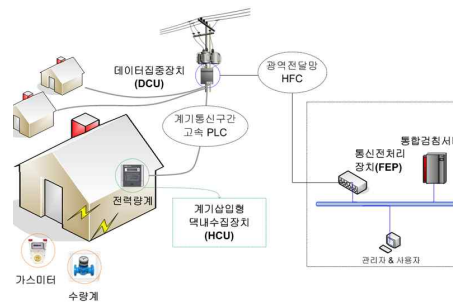 데이터집중장치
(DCU)
광역전달망
HFC
계기통신구간
고속 PLC
통합검침서
통신전처리
장치(FEP)
전력량계
계기삽입형
댁내수집장치
(HCU)
관리자 & 사용자
가스미터
수량계